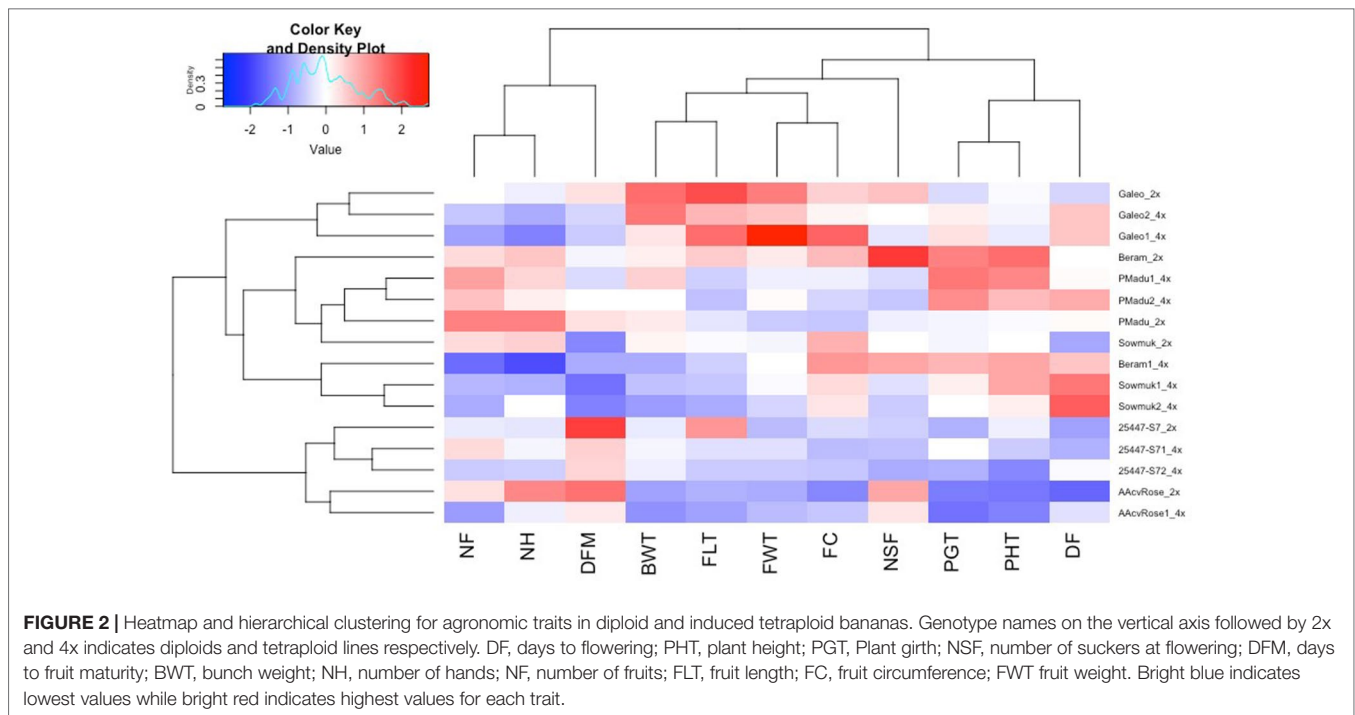 Color Key
and Density Plot
Density
0 0.3
-2 -1 0 1 2
Value
Galeo_2x
Galeo2_4x
Galeo1_4x
Beram_2x
PMadu1_4x
PMadu2_4x
PMadu_2x
Sowmuk_2x
Beram1_4x
Sowmuk1_4x
Sowmuk2_4x
25447-S7_2x
25447-S71_4x
25447-S72_4x
AAcvRose_2x
AAcvRose1_4x
NF NH DFM BWT FLT FWT FC NSF PGT PHT DF
FIGURE 2 | Heatmap and hierarchical clustering for agronomic traits in diploid and induced tetraploid bananas. Genotype names on the vertical axis followed by 2x
and 4x indicates diploids and tetraploid lines respectively. DF, days to flowering; PHT, plant height; PGT, Plant girth; NSF, number of suckers at flowering; DFM, days
to fruit maturity; BWT, bunch weight; NH, number of hands; NF, number of fruits; FLT, fruit length; FC, fruit circumference; FWT fruit weight. Bright blue indicates
lowest values while bright red indicates highest values for each trait.